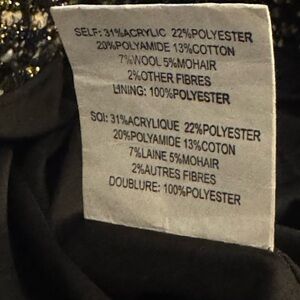 SELF: 31%ACRYLIC 22%POLYESTER
20%POLYAMIDE 13%COTTON
7%WOOL 5%MOHAIR
2%OTHER FIBRES
LINING: 100%POLYESTER
SOI: 31%ACRYLIQUE 22%POLYESTER
20%POLYAMIDE 13%COTON
7%LAINE 5%MOHAIR
2%AUTRES FIBRES
DOUBLURE: 100%POLYESTER